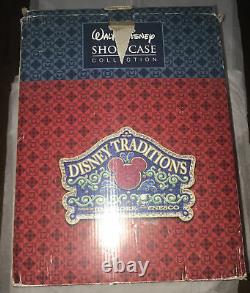 WALT DISNEY
SHOWCASE
COLLECTION
DISNEY TRADITIONS
ENESCO